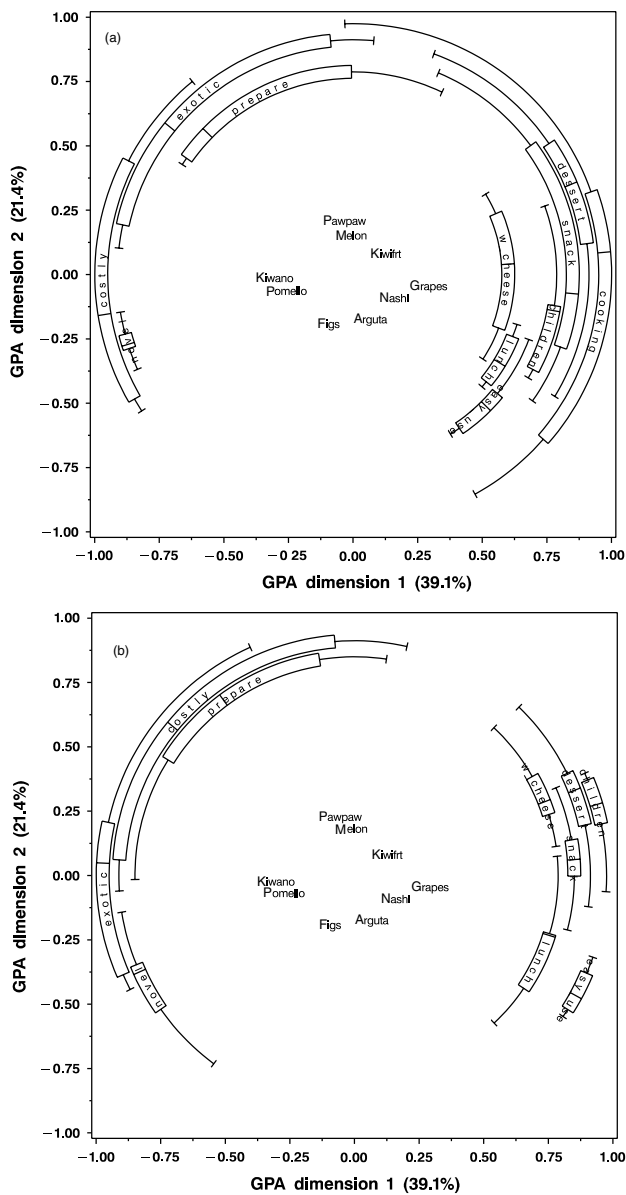 (a)
1.00
0.75
0.50
0.25
0.00
−0.25
−0.50
−0.75
−1.00
GPA dimension 2 (21.4%)
exotic
prepare
costly
novel
dessert
snack
cooking
w cheese
children
lunch
easy use
Pawpaw
Melon
Kiwifrt
Kiwano
Pomello
Grapes
Nashi
Figs
Arguta
−1.00 −0.75 −0.50 −0 25 0.00 0.25 0.50 0.75 1.00
GPA dimension 1 (39.1%)
(b)
1.00
0.75
0.50
0.25
0.00
−0.25
−0.50
−0.75
−1.00
GPA dimension 2 (21.4%)
costly
prepare
exotic
novel
w cheese
dessert
children
snack
lunch
easy use
Pawpaw
Melon
Kiwifrt
Kiwano
Pomello
Grapes
Nashi
Figs
Arguta
−1.00 −0.75 −0.50 −0.25 0.00 0.25 0.50 0.75 1.00
GPA dimension 1 (39.1%)